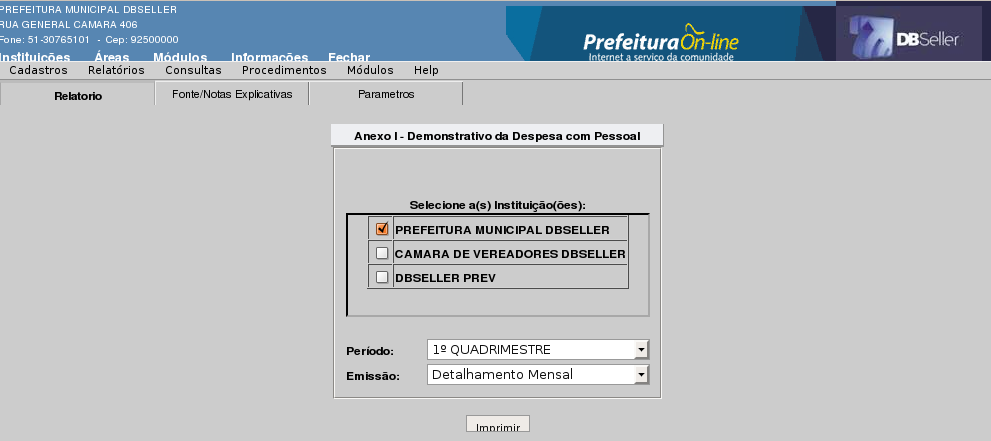 PREFEITURA MUNICIPAL DBSELLER
RUA GENERAL CAMARA 406
Fone: 51-30765101 - Cep: 92500000
Instituições Áreas Módulos Informações Fechar
Prefeitura On-line
Internet a serviço da comunidade
DBSeller
Cadastros Relatórios Consultas Procedimentos Módulos Help
Relatorio Fonte/Notas Explicativas Parametros
Anexo I - Demonstrativo da Despesa com Pessoal
Selecione a(s) Instituição(ões):
PREFEITURA MUNICIPAL DBSELLER
CAMARA DE VEREADORES DBSELLER
DBSELLER PREV
Período: 1º QUADRIMESTRE
Emissão: Detalhamento Mensal
Imprimir